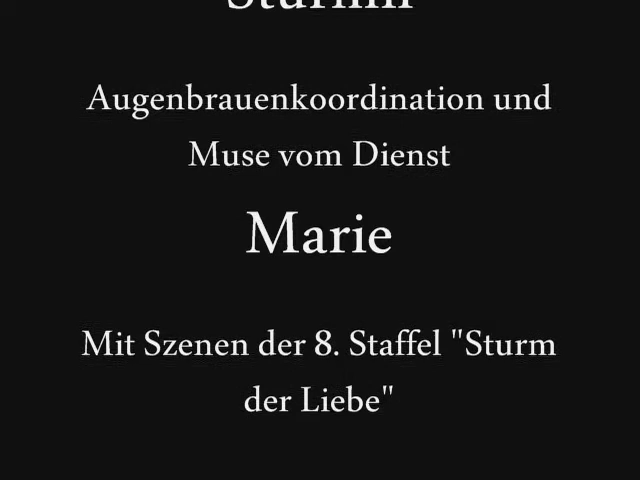 Augenbrauenkoordination und
Muse vom Dienst
Marie
Mit Szenen der 8. Staffel "Sturm
der Liebe"